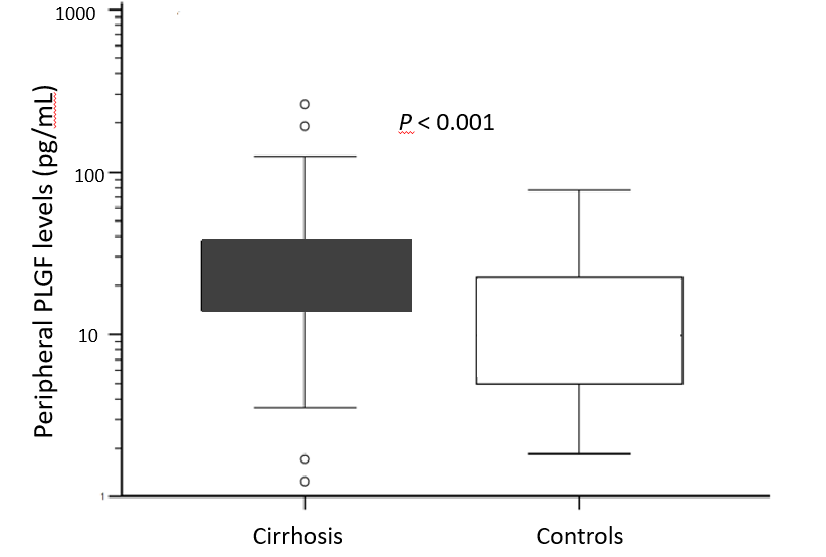 1000
100
10
1
Peripheral PLGF levels (pg/mL)
P < 0.001
Cirrhosis
Controls